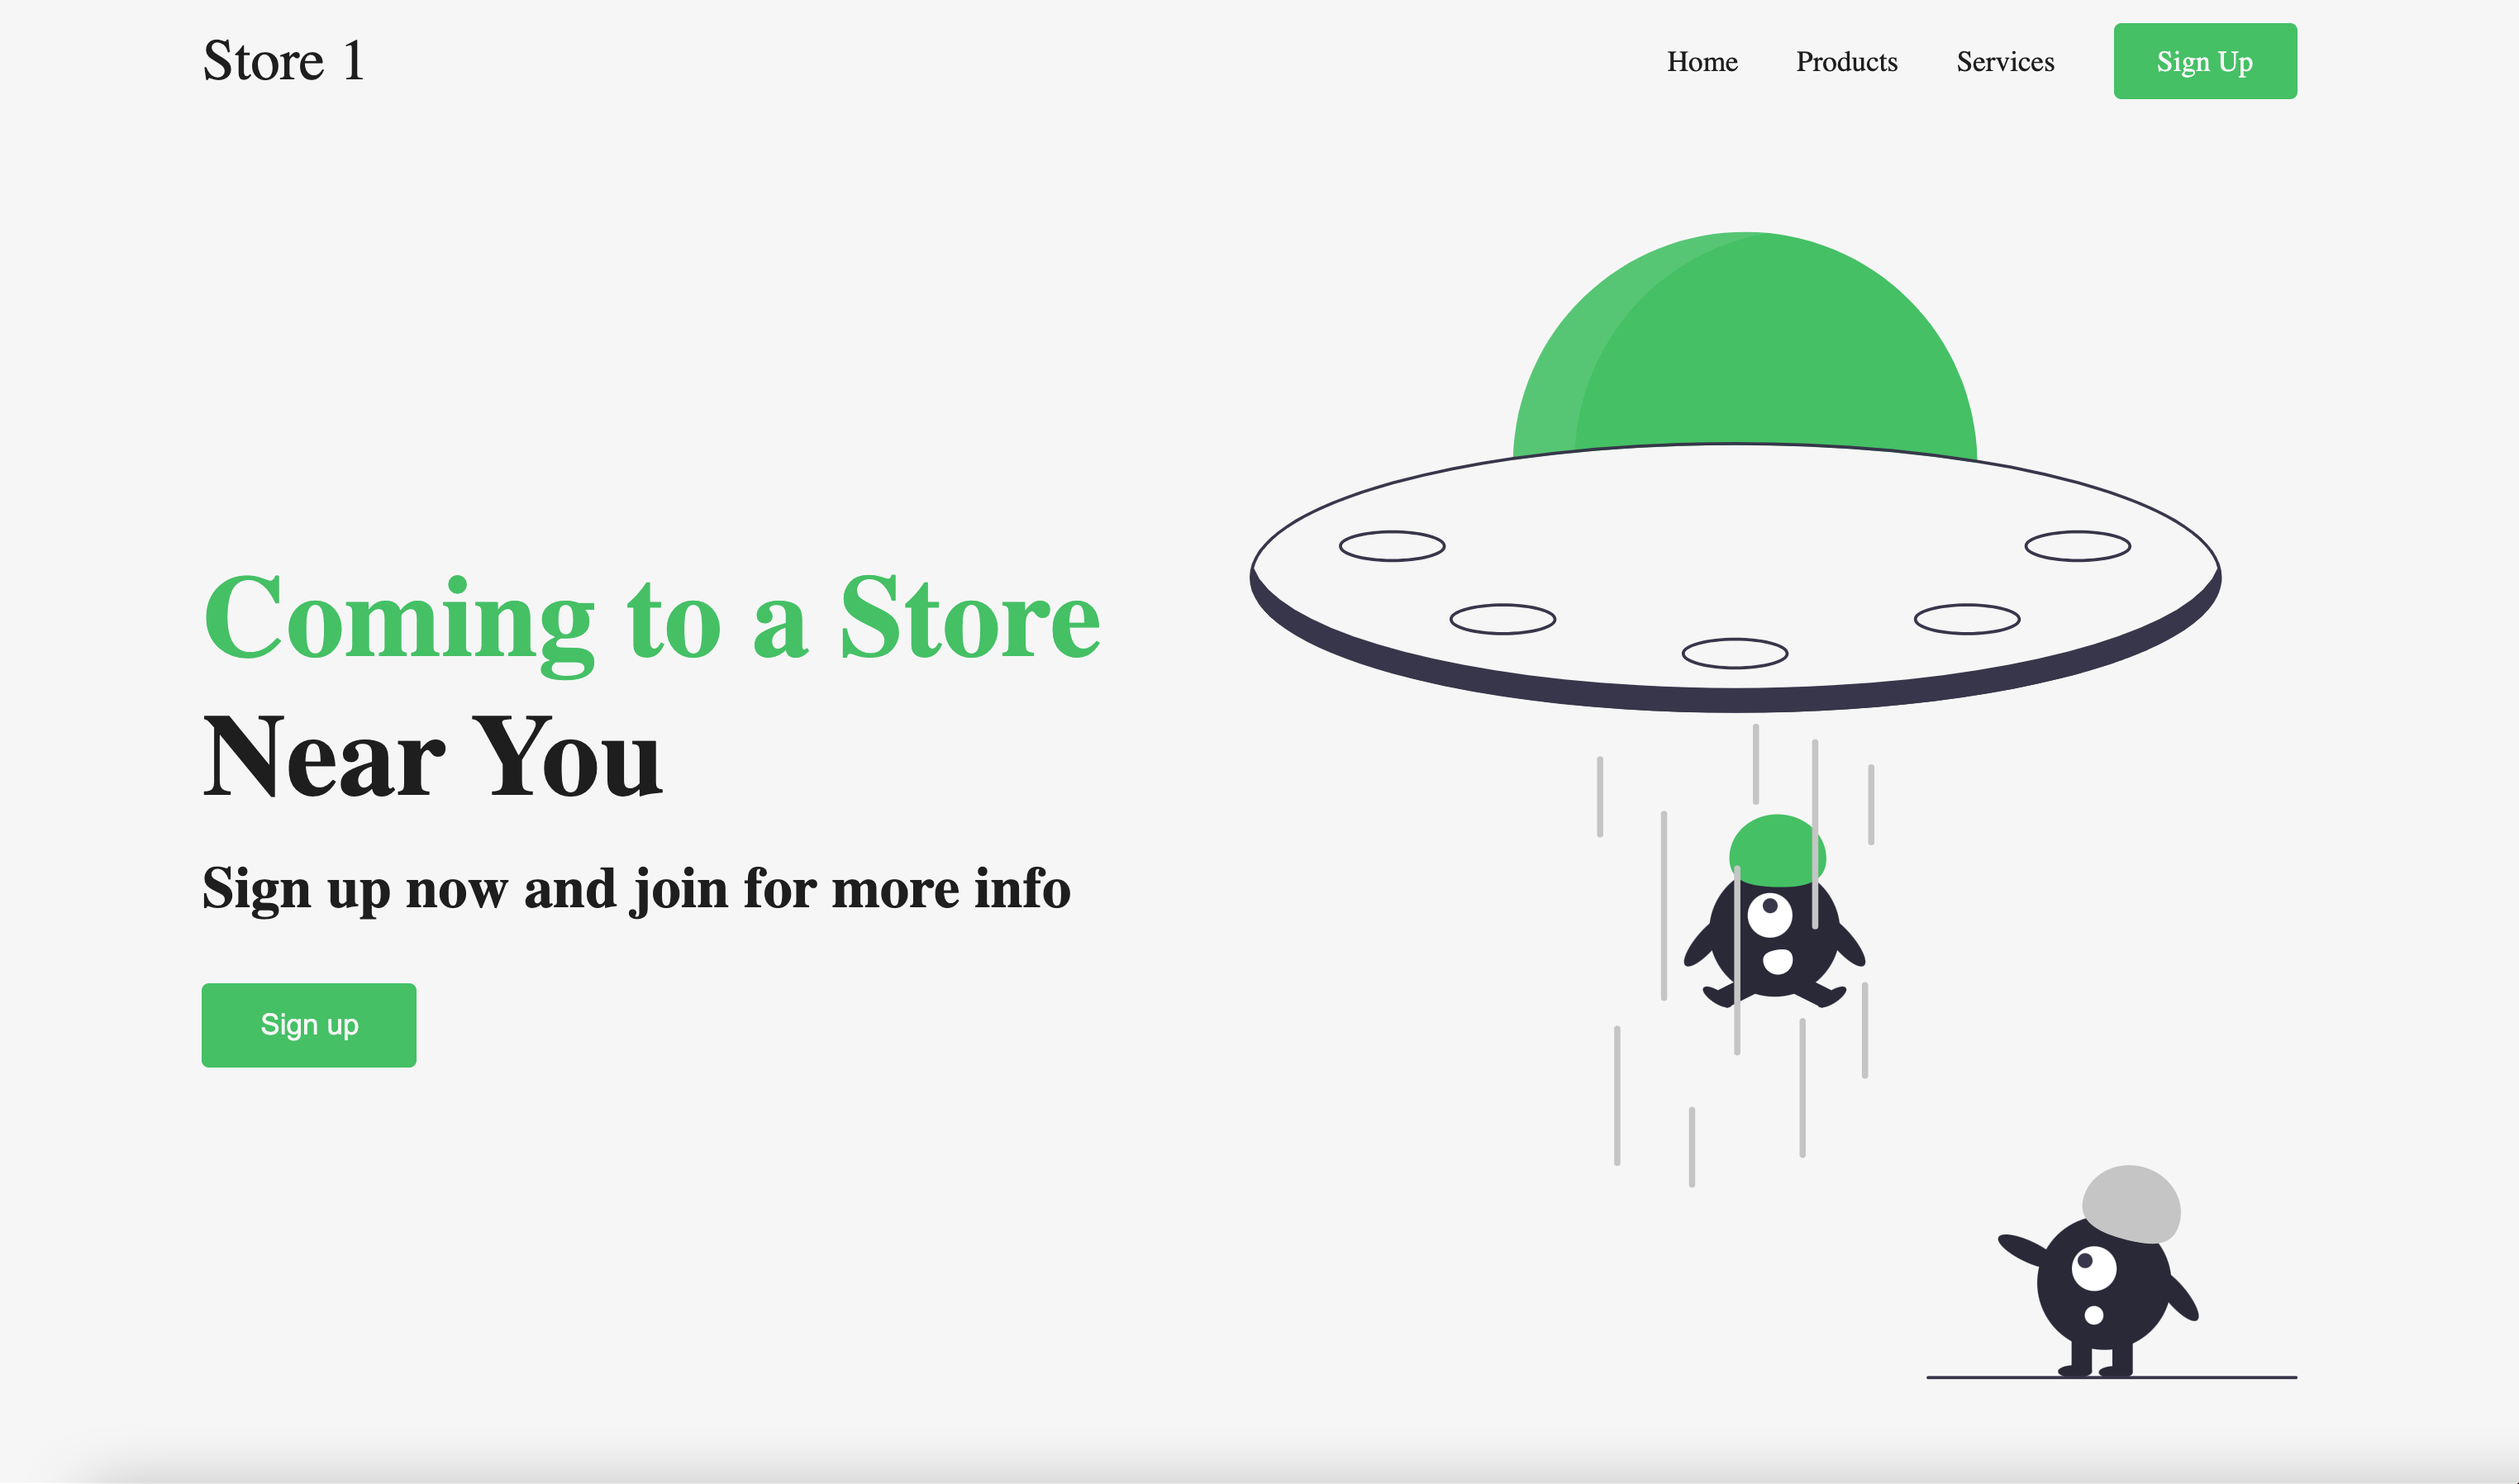 Store 1
Home
Products
Services
Sign Up
Coming to a Store
Near You
Sign up now and join for more info
Sign up